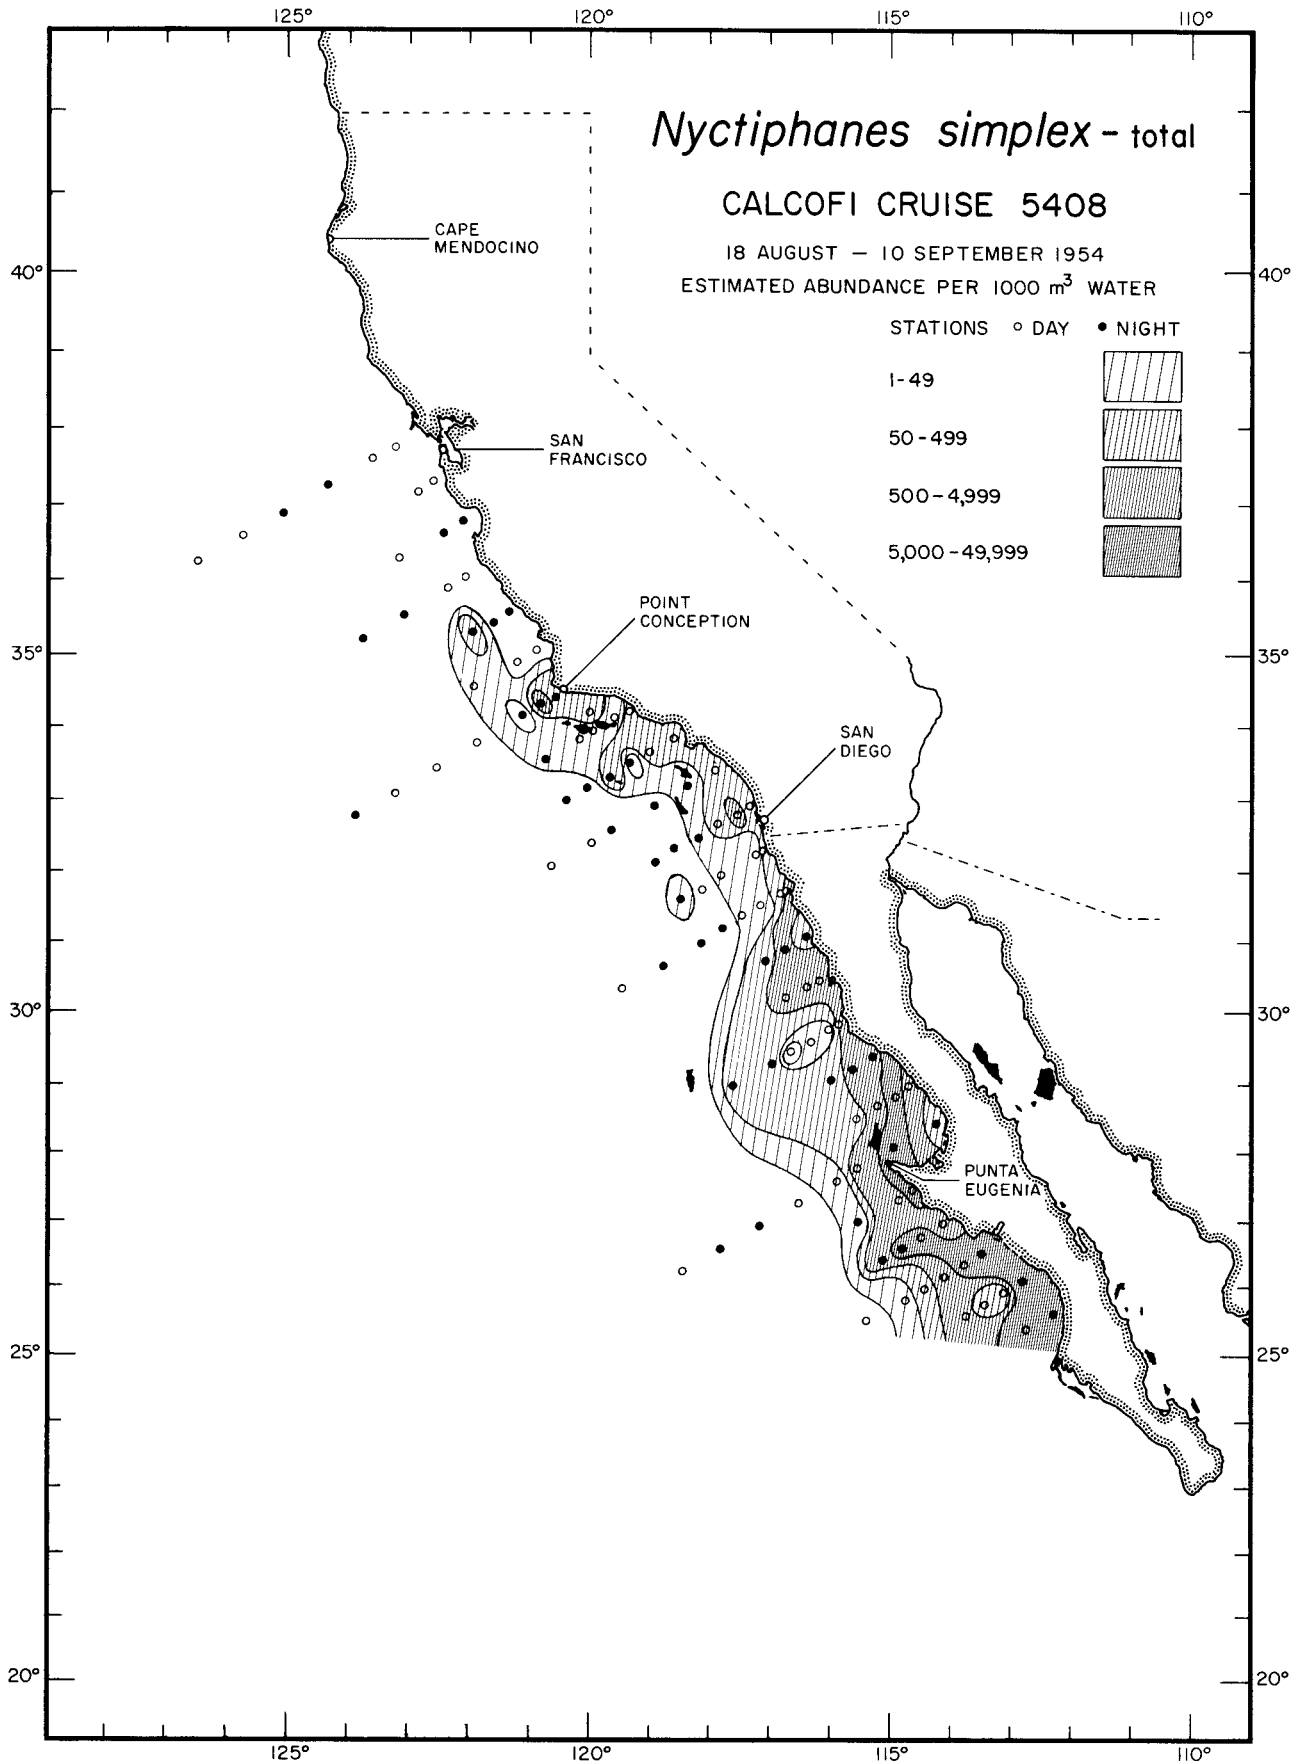 125° 120° 115° 110°
Nyctiphanes simplex - total
CALCOFI CRUISE 5408
18 AUGUST — 10 SEPTEMBER 1954
ESTIMATED ABUNDANCE PER 1000 m³ WATER
STATIONS ○ DAY ● NIGHT
1-49
50-499
500-4,999
5,000-49,999
CAPE
MENDOCINO
40° 40°
SAN
FRANCISCO
POINT
CONCEPTION
35° 35°
SAN
DIEGO
30° 30°
PUNTA
EUGENIA
25° 25°
20° 20°
125° 120° 115° 110°